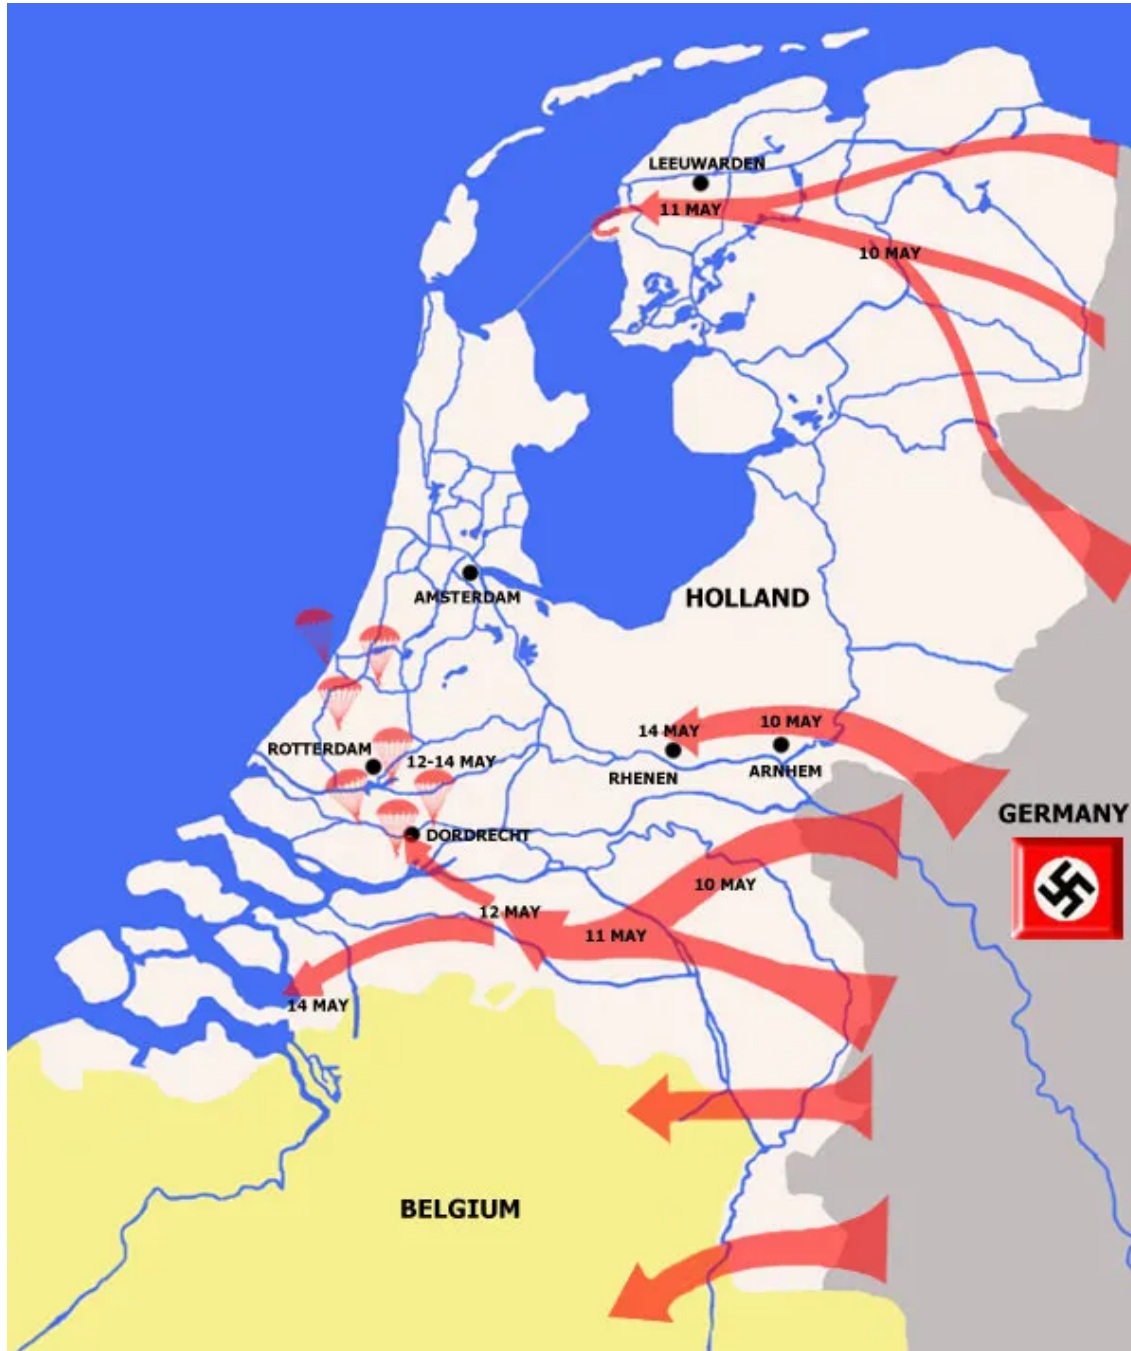 LEEUWARDEN
11 MAY
10 MAY
AMSTERDAM
HOLLAND
14 MAY
10 MAY
ROTTERDAM
12-14 MAY
RHENEN
ARNHEM
GERMANY
DORDRECHT
10 MAY
12 MAY
11 MAY
14 MAY
BELGIUM